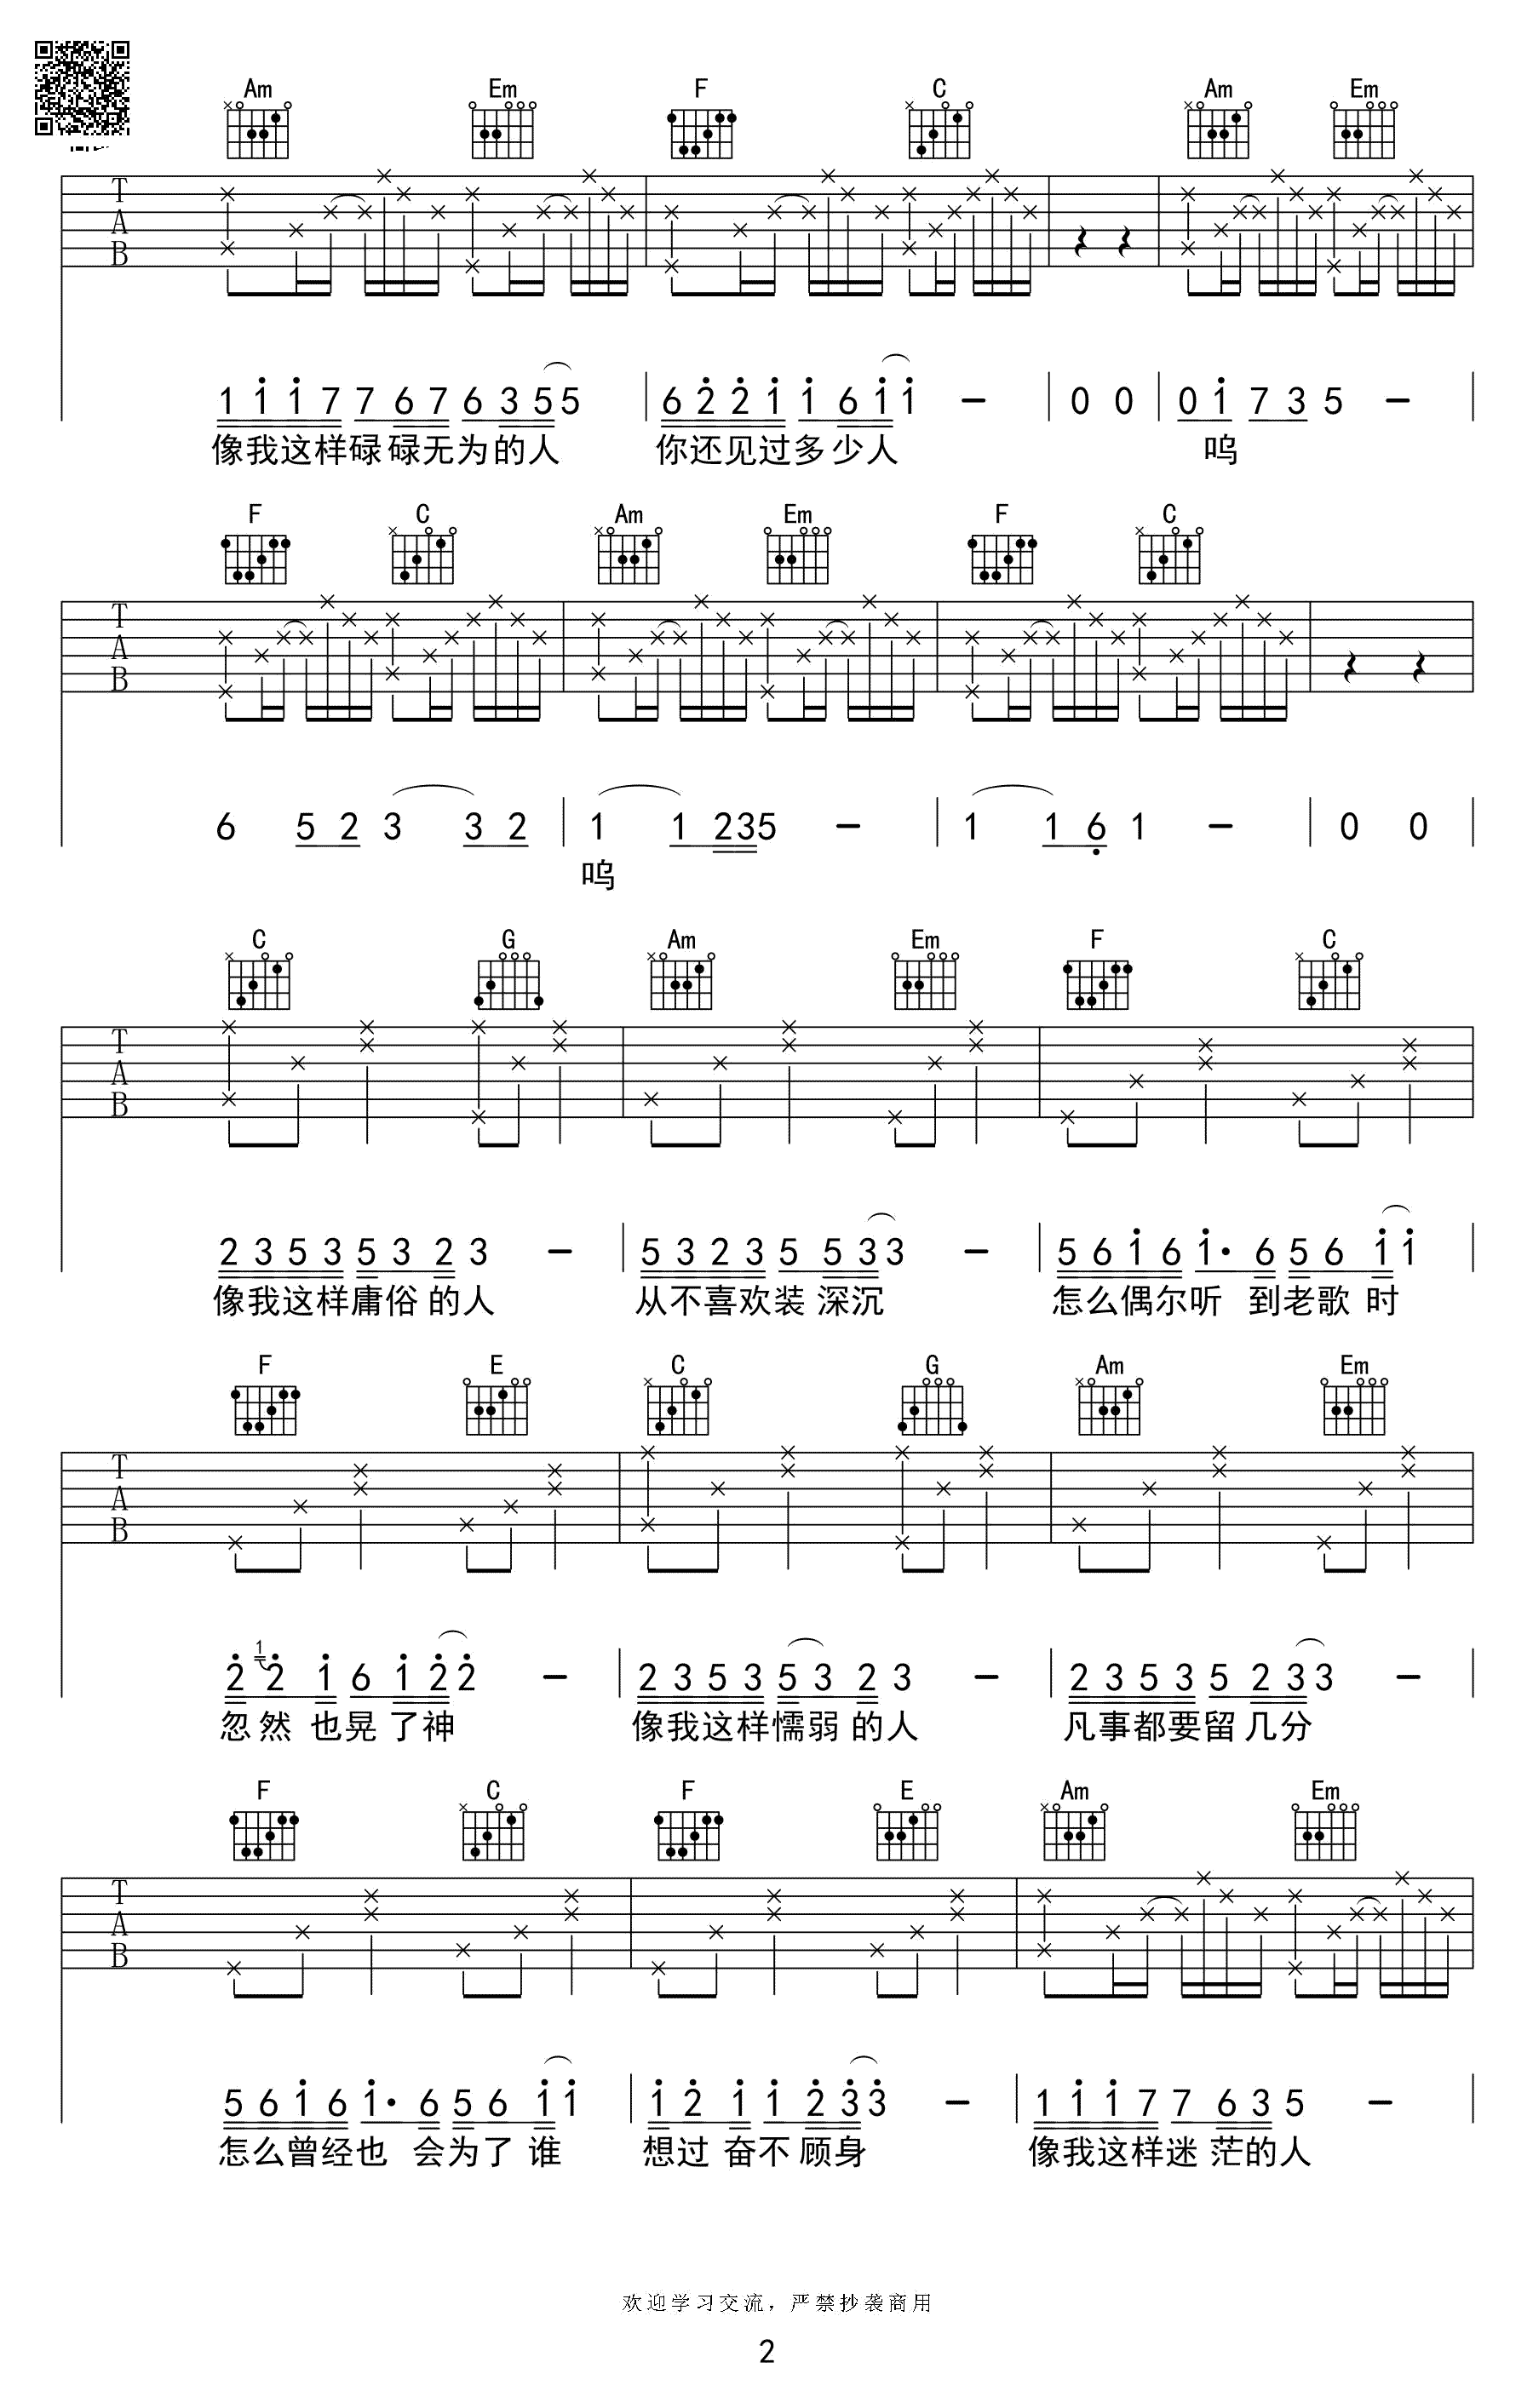 Am Em F C Am Em
T
A
B
1 1 1 7 7 6 7 6 3 5 5 6 2 2 1 1 6 1 1 - 0 0 0 1 7 3 5 -
像我这样碌碌无为的人 你还见过多少人 呜
F C Am Em F C
T
A
B
6 5 2 3 3 2 1 1 2 3 5 - 1 1 6 1 - 0 0
呜
C G Am Em F C
T
A
B
2 3 5 3 5 3 2 3 - 5 3 2 3 5 5 3 3 - 5 6 1 6 1· 6 5 6 1 1
像我这样庸俗的人 从不喜欢装深沉 怎么偶尔听 到老歌时
F E C G Am Em
T
A
B
2 1 2 1 6 1 2 2 - 2 3 5 3 5 3 2 3 - 2 3 5 3 5 2 3 3 -
忽然也晃了神 像我这样懦弱的人 凡事都要留几分
F C F E Am Em
T
A
B
5 6 1 6 1· 6 5 6 1 1 1 2 1 1 2 3 3 - 1 1 1 7 7 6 3 5 -
怎么曾经也 会为了谁 想过奋不顾身 像我这样迷茫的人
欢迎学习交流，严禁抄袭商用
2